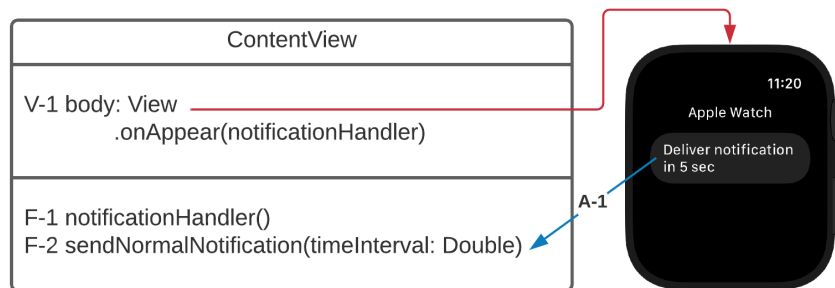 ContentView
V-1 body: View
.onAppear(notificationHandler)
F-1 notificationHandler()
F-2 sendNormalNotification(timeInterval: Double)
A-1
11:20
Apple Watch
Deliver notification
in 5 sec